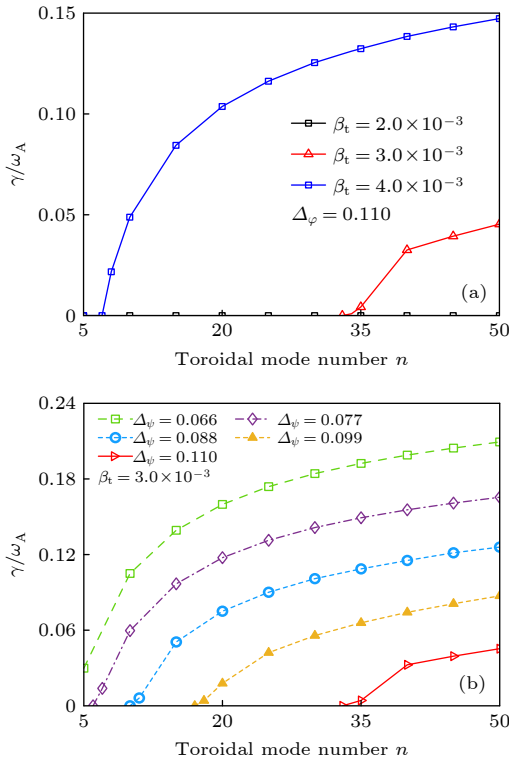 0.15
0.10
0.05
0
γ/ω_A
β_t = 2.0×10⁻³
β_t = 3.0×10⁻³
β_t = 4.0×10⁻³
Δ_φ = 0.110
(a)
5 20 35 50
Toroidal mode number n
0.24
0.18
0.12
0.06
0
γ/ω_A
Δ_ψ = 0.066 Δ_ψ = 0.077
Δ_ψ = 0.088 Δ_ψ = 0.099
Δ_ψ = 0.110
β_t = 3.0×10⁻³
(b)
5 20 35 50
Toroidal mode number n